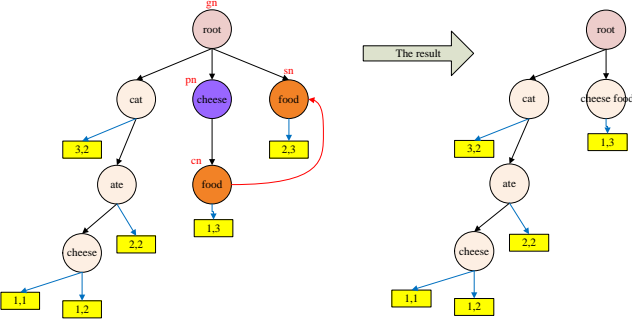 gn
root
root
The result
pn
sn
cat
cheese
food
cat
cheese food
3,2
2,3
3,2
1,3
cn
ate
food
ate
1,3
2,2
2,2
cheese
cheese
1,1
1,2
1,1
1,2